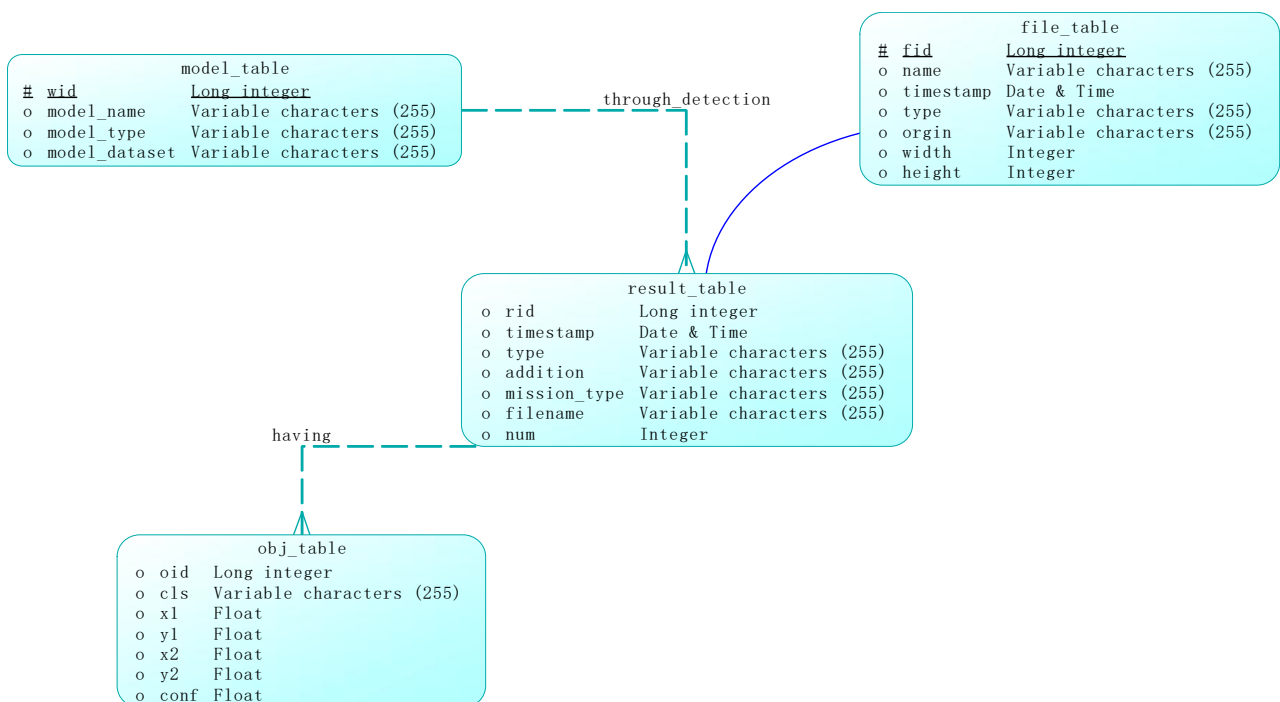 file_table
# fid Long integer
o name Variable characters (255)
o timestamp Date & Time
o type Variable characters (255)
o orgin Variable characters (255)
o width Integer
o height Integer
model_table
# wid Long integer
o model_name Variable characters (255)
o model_type Variable characters (255)
o model_dataset Variable characters (255)
through_detection
result_table
o rid Long integer
o timestamp Date & Time
o type Variable characters (255)
o addition Variable characters (255)
o mission_type Variable characters (255)
o filename Variable characters (255)
o num Integer
having
obj_table
o oid Long integer
o cls Variable characters (255)
o x1 Float
o y1 Float
o x2 Float
o y2 Float
o conf Float